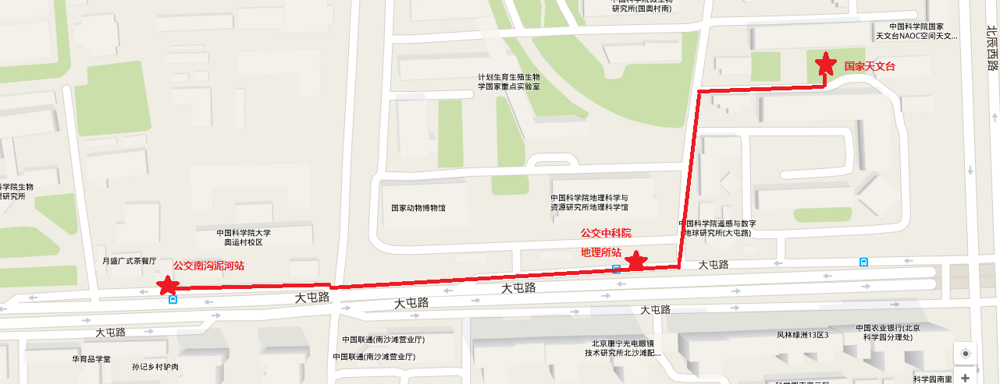 研究所(国奥村南)
中国科学院国家
天文台NAOC空间天文...
北辰西路
国家天文台
计划生育生殖生物
学国家重点实验室
国家动物博物馆
中国科学院地理科学与
资源研究所地理科学馆
科学院生物
研究所
中国科学院大学
奥运村校区
月盛广式茶餐厅
公交南沟泥河站
公交中科院
地理所站
中国科学院遥感与数字
地球研究所(大屯路)
大屯路
大屯路
大屯路
大屯路
大屯路
大屯路
中国联通(南沙滩营业厅)
中国联通(南沙滩营业厅)
华育品学堂
孙记乡村驴肉
北京康宁光电眼镜
技术研究所北沙滩配...
风林绿洲13区3
中国农业银行(北京
科学园分理处)
科学园南里